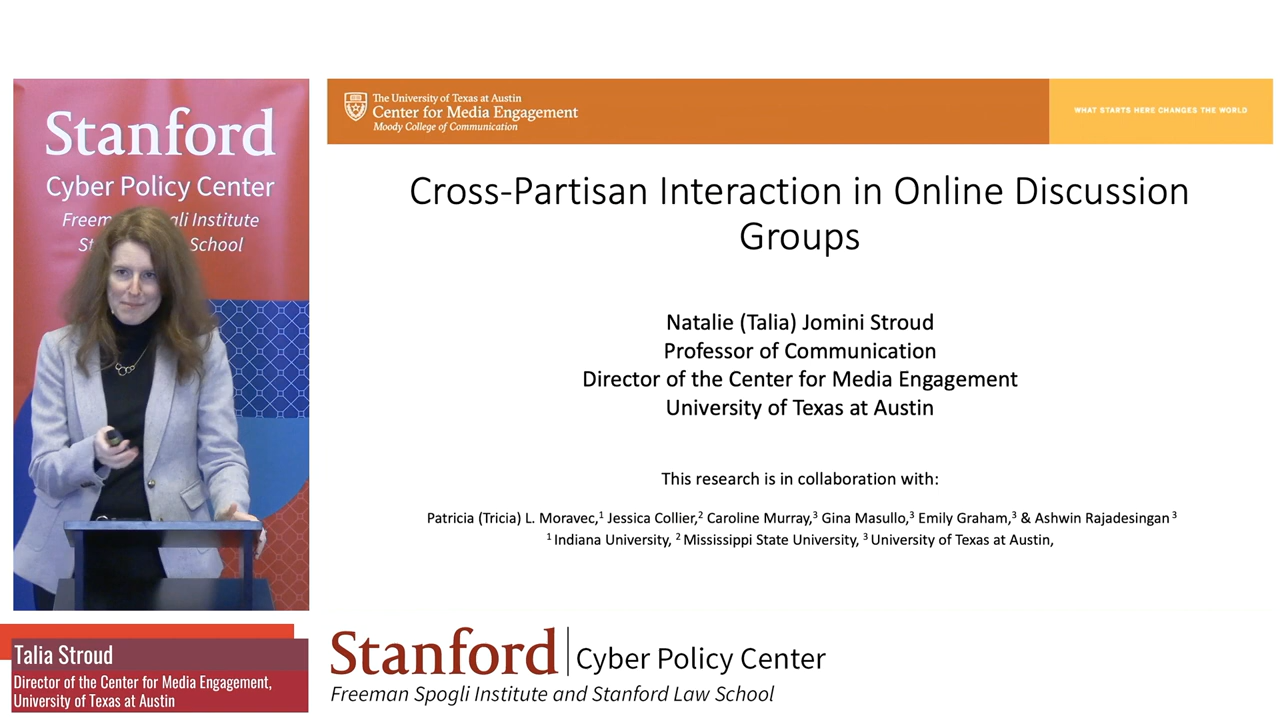 Stanford
Cyber Policy Center
Freem gli Institute
St School
The University of Texas at Austin
Center for Media Engagement
Moody College of Communication
WHAT STARTS HERE CHANGES THE WORLD
Cross-Partisan Interaction in Online Discussion
Groups
Natalie (Talia) Jomini Stroud
Professor of Communication
Director of the Center for Media Engagement
University of Texas at Austin
This research is in collaboration with:
Patricia (Tricia) L. Moravec,¹ Jessica Collier,² Caroline Murray,³ Gina Masullo,³ Emily Graham,³ & Ashwin Rajadesingan ³
¹ Indiana University, ² Mississippi State University, ³ University of Texas at Austin,
Talia Stroud
Director of the Center for Media Engagement,
University of Texas at Austin
Stanford | Cyber Policy Center
Freeman Spogli Institute and Stanford Law School